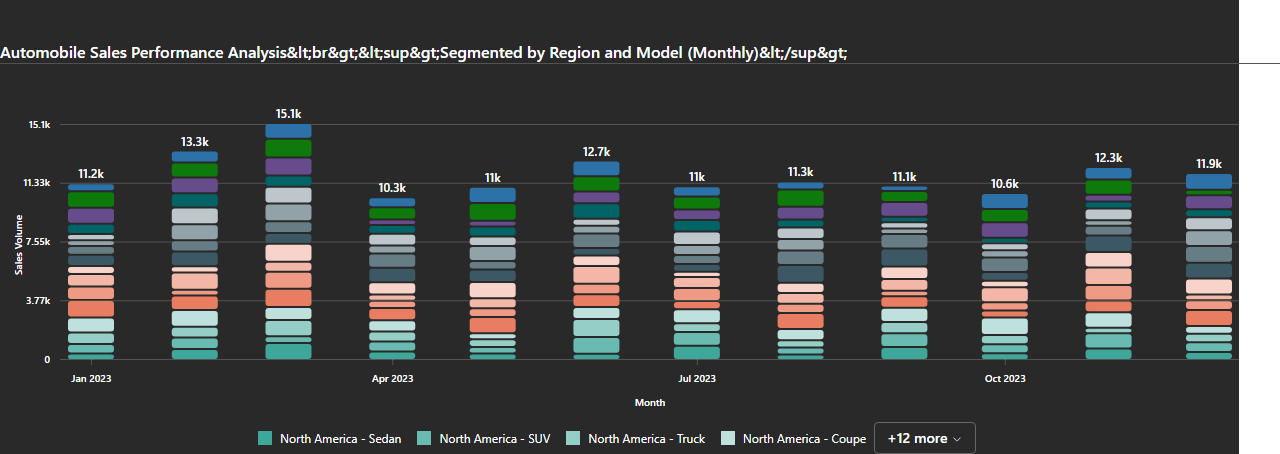 Automobile Sales Performance Analysis&lt;br&gt;&lt;sup&gt;Segmented by Region and Model (Monthly)&lt;/sup&gt;
15.1k
13.3k
12.7k
12.3k
11.2k
10.3k
11k
11k
11.3k
11.1k
10.6k
11.9k
15.1k
11.33k
7.55k
3.77k
0
Sales Volume
Jan 2023
Apr 2023
Jul 2023
Oct 2023
Month
North America - Sedan
North America - SUV
North America - Truck
North America - Coupe
+12 more